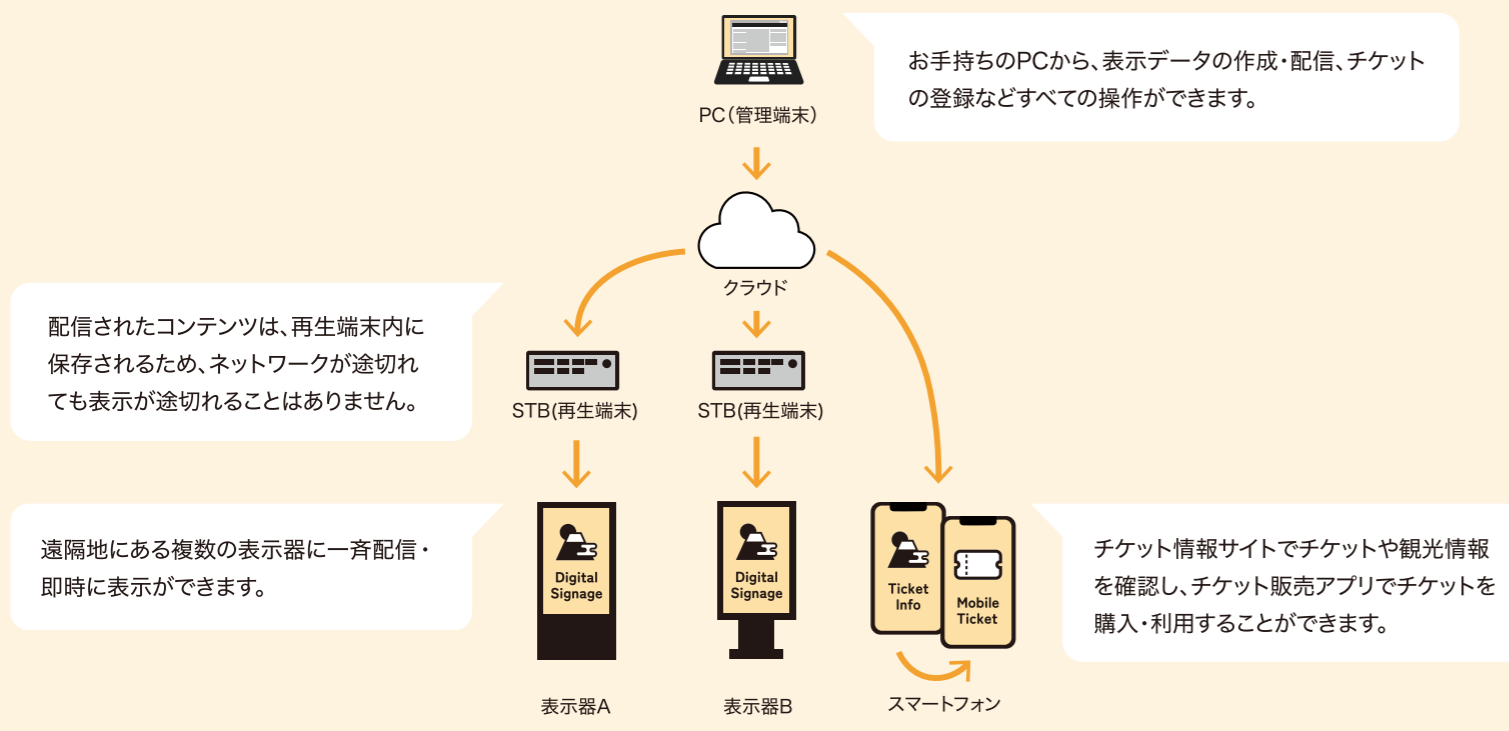 お手持ちのPCから、表示データの作成・配信、チケット
の登録などすべての操作ができます。
PC(管理端末)
クラウド
配信されたコンテンツは、再生端末内に
保存されるため、ネットワークが途切れ
ても表示が途切れることはありません。
STB(再生端末)
STB(再生端末)
遠隔地にある複数の表示器に一斉配信・
即時に表示ができます。
Digital
Signage
Digital
Signage
Ticket
Info
Mobile
Ticket
チケット情報サイトでチケットや観光情報
を確認し、チケット販売アプリでチケットを
購入・利用することができます。
表示器A
表示器B
スマートフォン